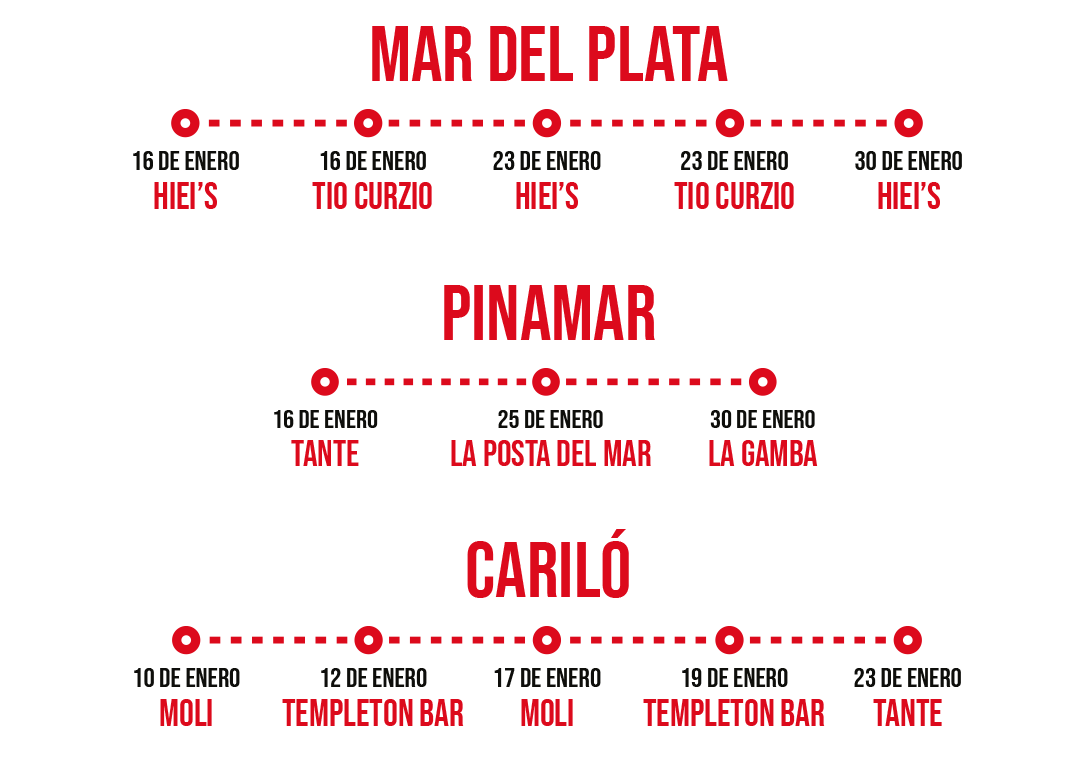 MAR DEL PLATA
16 DE ENERO 16 DE ENERO 23 DE ENERO 23 DE ENERO 30 DE ENERO
HIEI'S TIO CURZIO HIEI'S TIO CURZIO HIEI'S
PINAMAR
16 DE ENERO 25 DE ENERO 30 DE ENERO
TANTE LA POSTA DEL MAR LA GAMBA
CARILÓ
10 DE ENERO 12 DE ENERO 17 DE ENERO 19 DE ENERO 23 DE ENERO
MOLI TEMPLETON BAR MOLI TEMPLETON BAR TANTE